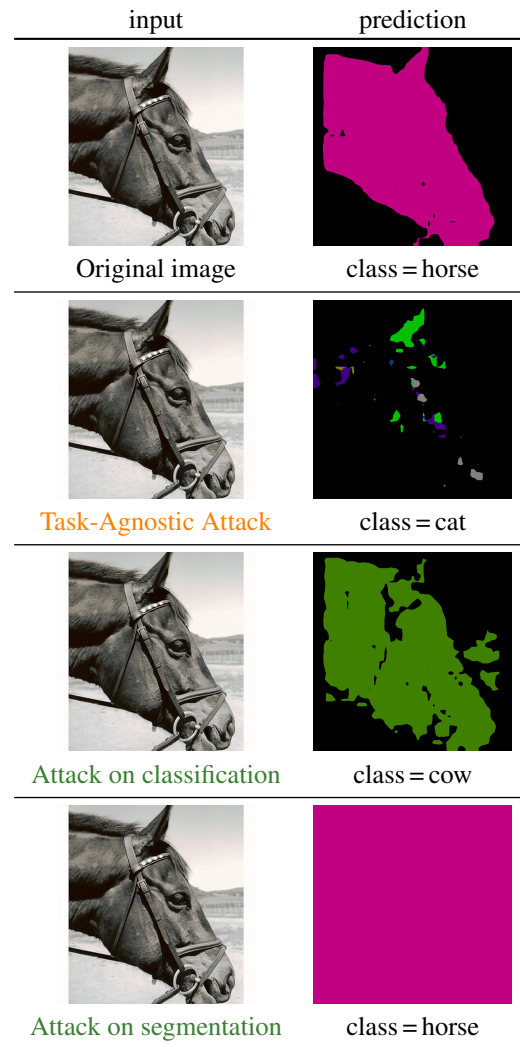 input prediction
Original image class = horse
Task-Agnostic Attack class = cat
Attack on classification class = cow
Attack on segmentation class = horse